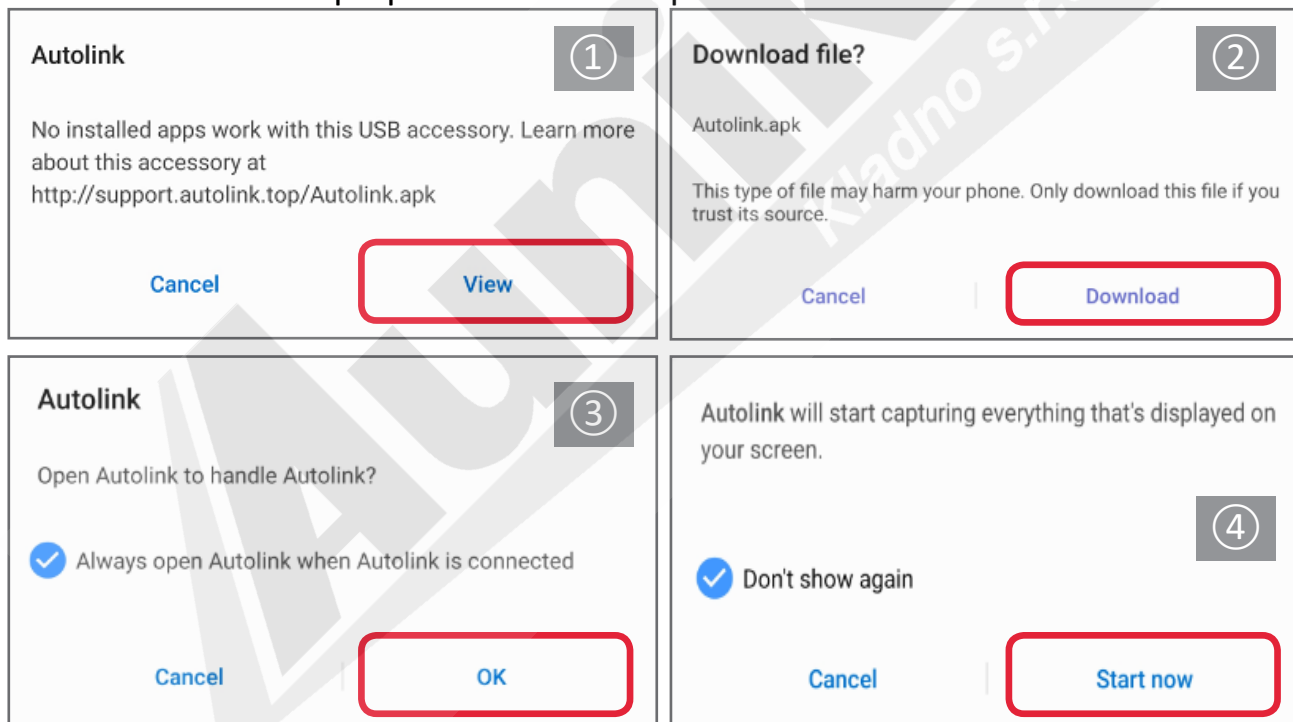 Autolink
①
No installed apps work with this USB accessory. Learn more
about this accessory at
http://support.autolink.top/Autolink.apk
Cancel
View
Download file?
②
Autolink.apk
This type of file may harm your phone. Only download this file if you
trust its source.
Cancel
Download
Autolink
③
Open Autolink to handle Autolink?
Always open Autolink when Autolink is connected
Cancel
OK
Autolink will start capturing everything that's displayed on
your screen.
④
Don't show again
Cancel
Start now
Kladno s.r.o